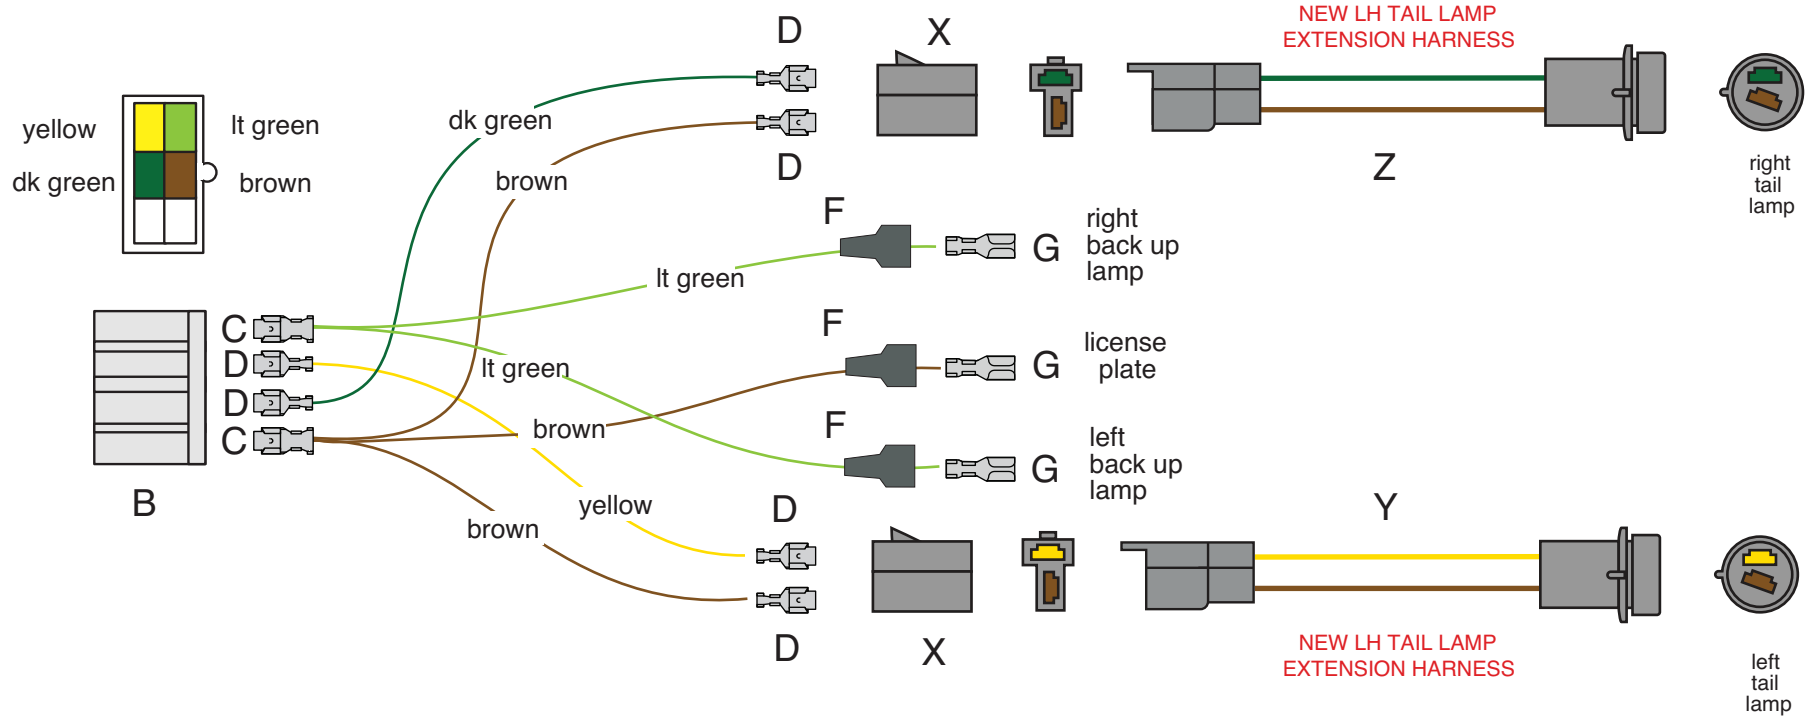 yellow
lt green
dk green
brown
B
C
D
D
C
dk green
brown
lt green
lt green
brown
yellow
brown
D
D
X
NEW LH TAIL LAMP
EXTENSION HARNESS
Z
right
tail
lamp
F
G
right
back up
lamp
F
G
license
plate
F
G
left
back up
lamp
D
D
X
Y
NEW LH TAIL LAMP
EXTENSION HARNESS
left
tail
lamp